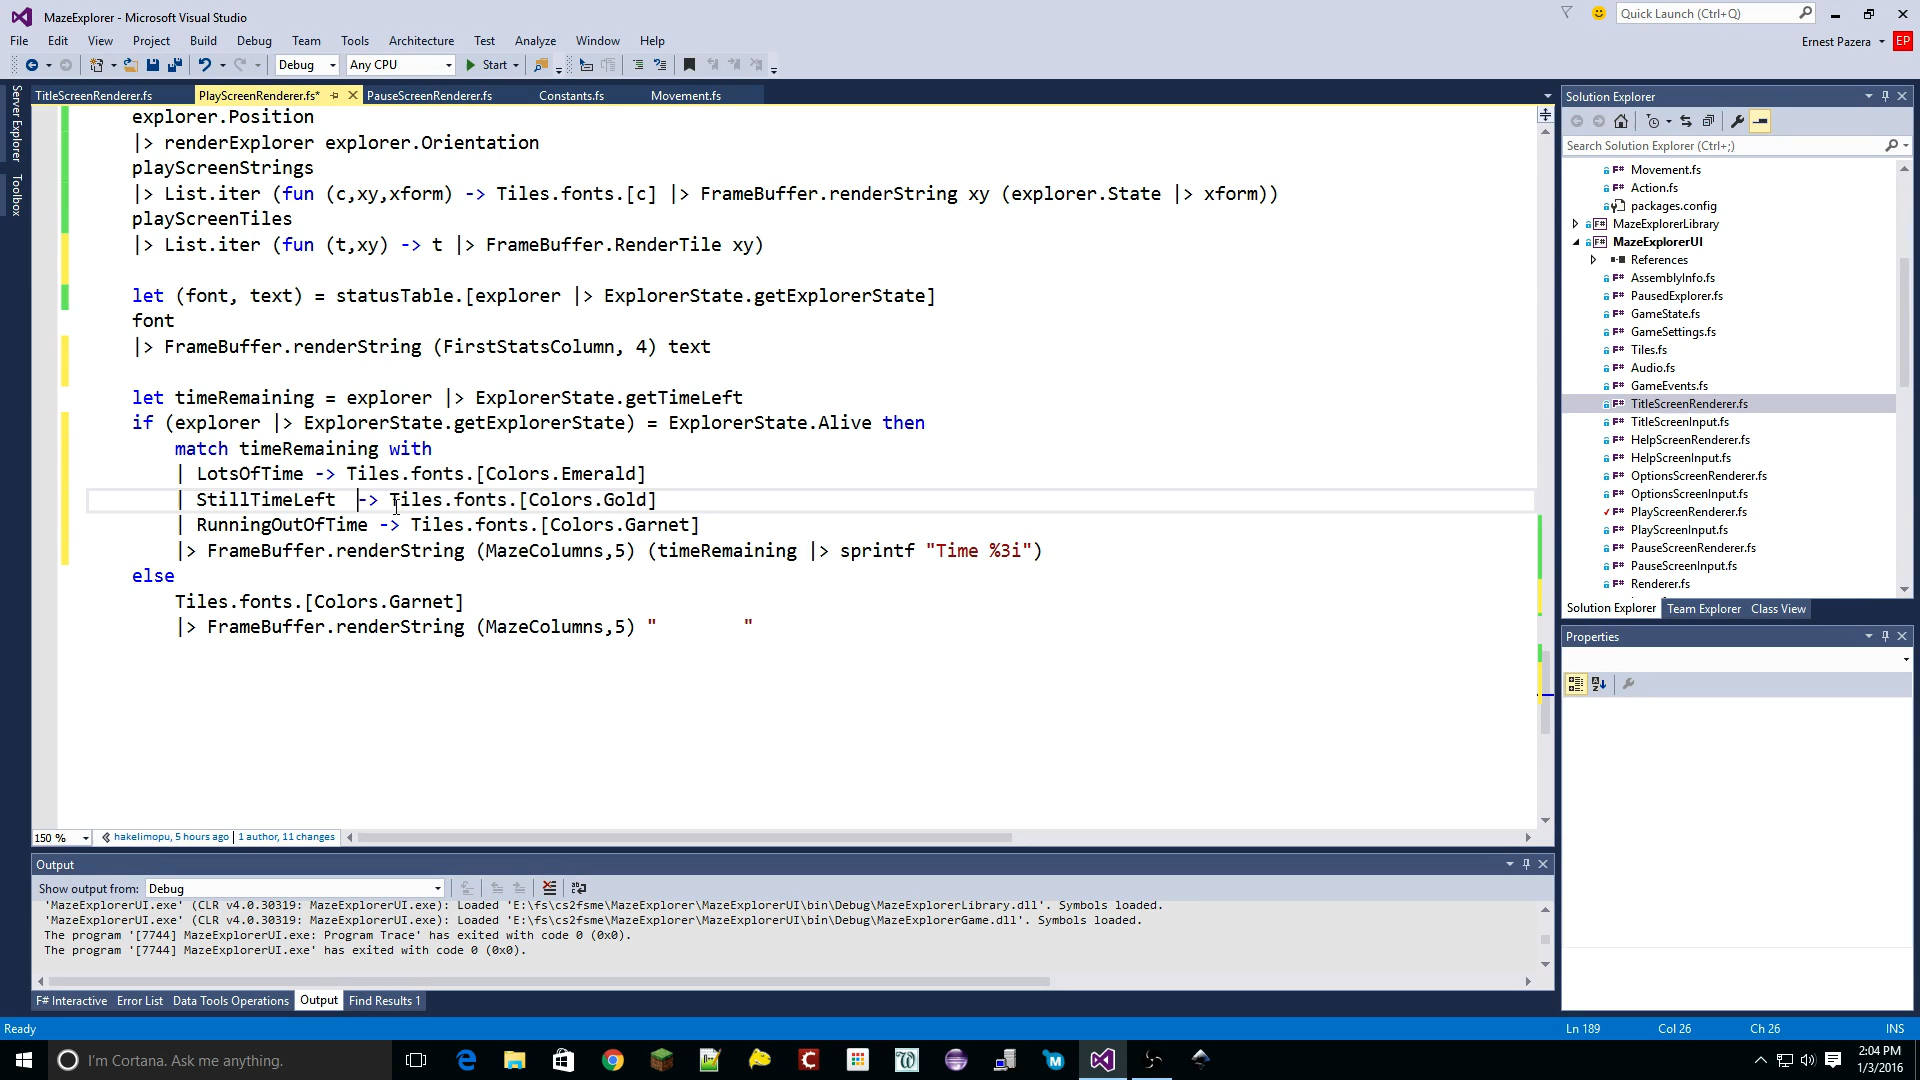 MazeExplorer - Microsoft Visual Studio
Quick Launch (Ctrl+Q)
File Edit View Project Build Debug Team Tools Architecture Test Analyze Window Help
Ernest Pazera EP
Debug Any CPU Start
Server Explorer
Toolbox
TitleScreenRenderer.fs PlayScreenRenderer.fs* PauseScreenRenderer.fs Constants.fs Movement.fs
explorer.Position
|> renderExplorer explorer.Orientation
playScreenStrings
|> List.iter (fun (c,xy,xform) -> Tiles.fonts.[c] |> FrameBuffer.renderString xy (explorer.State |> xform))
playScreenTiles
|> List.iter (fun (t,xy) -> t |> FrameBuffer.RenderTile xy)
let (font, text) = statusTable.[explorer |> ExplorerState.getExplorerState]
font
|> FrameBuffer.renderString (FirstStatsColumn, 4) text
let timeRemaining = explorer |> ExplorerState.getTimeLeft
if (explorer |> ExplorerState.getExplorerState) = ExplorerState.Alive then
match timeRemaining with
| LotsOfTime -> Tiles.fonts.[Colors.Emerald]
| StillTimeLeft  -> Tiles.fonts.[Colors.Gold]
| RunningOutOfTime -> Tiles.fonts.[Colors.Garnet]
|> FrameBuffer.renderString (MazeColumns,5) (timeRemaining |> sprintf "Time %3i")
else
Tiles.fonts.[Colors.Garnet]
|> FrameBuffer.renderString (MazeColumns,5) "        "
150 %
hakelimopu, 5 hours ago | 1 author, 11 changes
Output
Show output from: Debug
'MazeExplorerUI.exe' (CLR v4.0.30319: MazeExplorerUI.exe): Loaded 'E:\fs\cs2fsme\MazeExplorer\MazeExplorerUI\bin\Debug\MazeExplorerLibrary.dll'. Symbols loaded.
'MazeExplorerUI.exe' (CLR v4.0.30319: MazeExplorerUI.exe): Loaded 'E:\fs\cs2fsme\MazeExplorer\MazeExplorerUI\bin\Debug\MazeExplorerGame.dll'. Symbols loaded.
The program '[7744] MazeExplorerUI.exe: Program Trace' has exited with code 0 (0x0).
The program '[7744] MazeExplorerUI.exe' has exited with code 0 (0x0).
F# Interactive Error List Data Tools Operations Output Find Results 1
Solution Explorer
Search Solution Explorer (Ctrl+;)
F# Movement.fs
F# Action.fs
packages.config
F# MazeExplorerLibrary
F# MazeExplorerUI
References
F# AssemblyInfo.fs
F# PausedExplorer.fs
F# GameState.fs
F# GameSettings.fs
F# Tiles.fs
F# Audio.fs
F# GameEvents.fs
F# TitleScreenRenderer.fs
F# TitleScreenInput.fs
F# HelpScreenRenderer.fs
F# HelpScreenInput.fs
F# OptionsScreenRenderer.fs
F# OptionsScreenInput.fs
F# PlayScreenRenderer.fs
F# PlayScreenInput.fs
F# PauseScreenRenderer.fs
F# PauseScreenInput.fs
F# Renderer.fs
Solution Explorer Team Explorer Class View
Properties
Ready
Ln 189 Col 26 Ch 26 INS
I'm Cortana. Ask me anything.
2:04 PM
1/3/2016